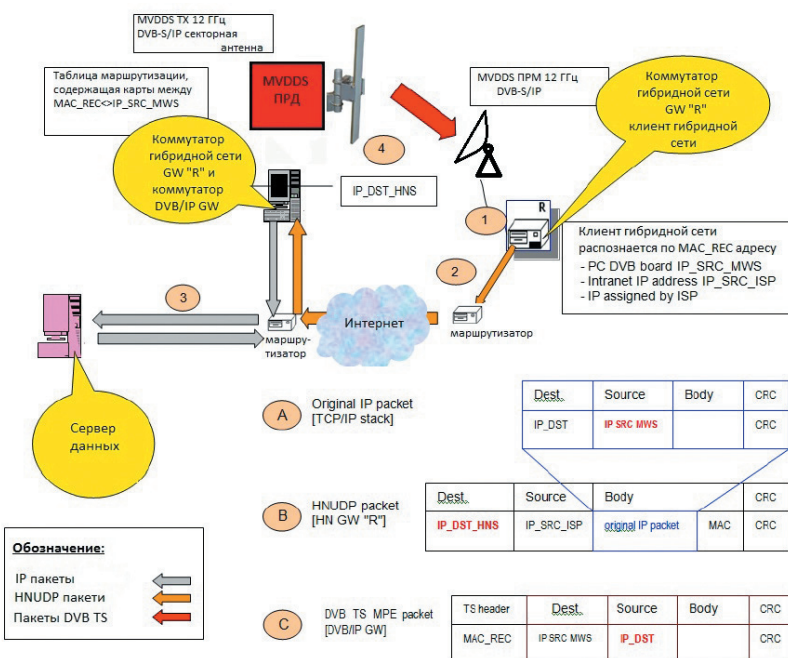 MVDDS TX 12 ГГц
DVB-S/IP секторная
антенна
Таблица маршрутизации,
содержащая карты между
MAC_REC<>IP_SRC_MWS
MVDDS
ПРД
MVDDS ПРМ 12 ГГц
DVB-S/IP
Коммутатор
гибридной сети
GW "R"
клиент гибридной
сети
Коммутатор
гибридной сети
GW "R" и
коммутатор
DVB/IP GW
4
IP_DST_HNS
1
R
2
Клиент гибридной сети
распознается по MAC_REC адресу
- PC DVB board IP_SRC_MWS
- Intranet IP address IP_SRC_ISP
- IP assigned by ISP
3
маршру-
тизатор
Интернет
маршрутизатор
Сервер
данных
A
Original IP packet
[TCP/IP stack]
Dest. Source Body CRC
IP_DST IP SRC MWS CRC
B
HNUDP packet
[HN GW "R"]
Dest. Source Body CRC
IP_DST_HNS IP_SRC_ISP original IP packet MAC CRC
Обозначение:
IP пакеты
HNUDP пакети
Пакеты DVB TS
C
DVB TS MPE packet
[DVB/IP GW]
TS header Dest. Source Body CRC
MAC_REC IP SRC MWS IP_DST CRC